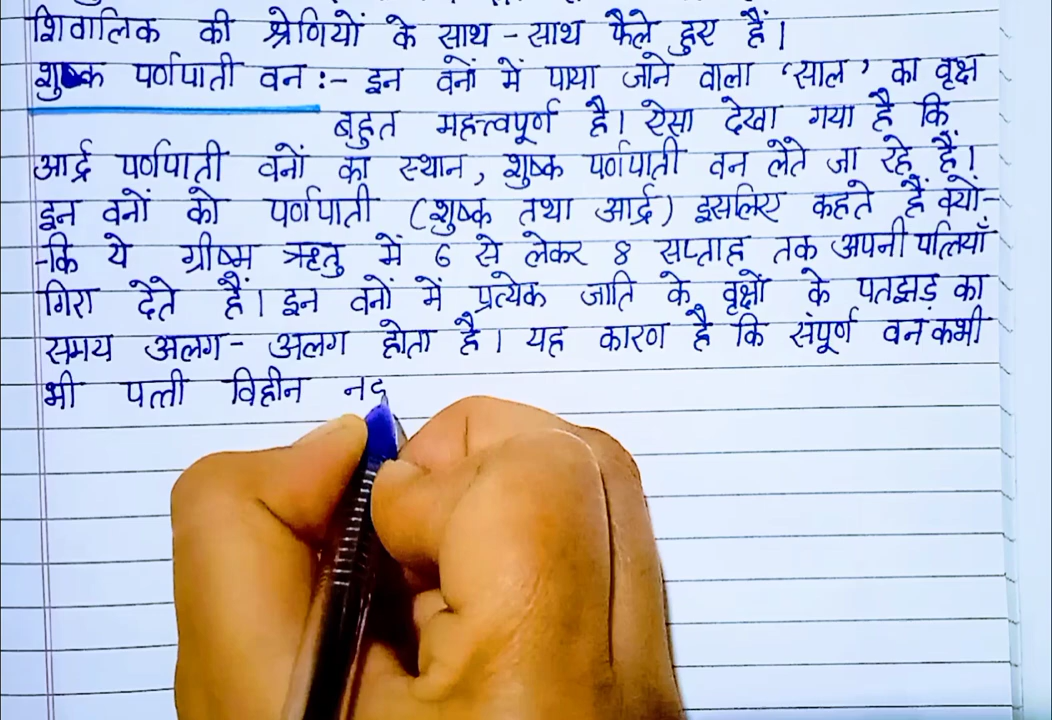 शिवालिक की श्रेणियों के साथ - साथ फैले हुए हैं।
शुष्क पर्णपाती वन :- इन वनों में पाया जाने वाला 'साल' का वृक्ष
बहुत महत्त्वपूर्ण है। ऐसा देखा गया है कि
आर्द्र पर्णपाती वनों का स्थान, शुष्क पर्णपाती वन लेते जा रहे हैं।
इन वनों को पर्णपाती (शुष्क तथा आर्द्र) इसलिए कहते हैं क्यों-
-कि ये ग्रीष्म ऋतु में 6 से लेकर 8 सप्ताह तक अपनी पत्तियाँ
गिरा देते हैं। इन वनों में प्रत्येक जाति के वृक्षों के पतझड़ का
समय अलग - अलग होता है। यह कारण है कि संपूर्ण वन कभी
भी पत्ती विहीन